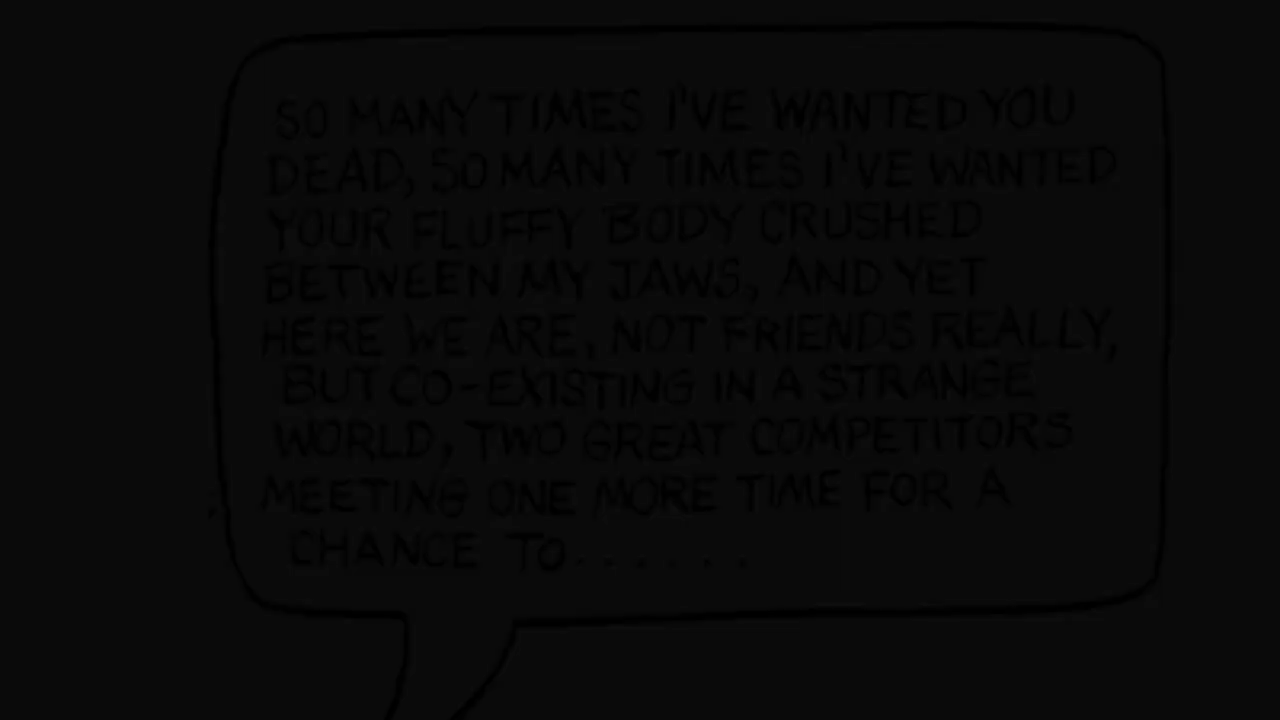 SO MANY TIMES I'VE WANTED YOU
DEAD, SO MANY TIMES I'VE WANTED
YOUR FLUFFY BODY CRUSHED
BETWEEN MY JAWS, AND YET
HERE WE ARE, NOT FRIENDS REALLY,
BUT CO-EXISTING IN A STRANGE
WORLD, TWO GREAT COMPETITORS
MEETING ONE MORE TIME FOR A
CHANCE TO......